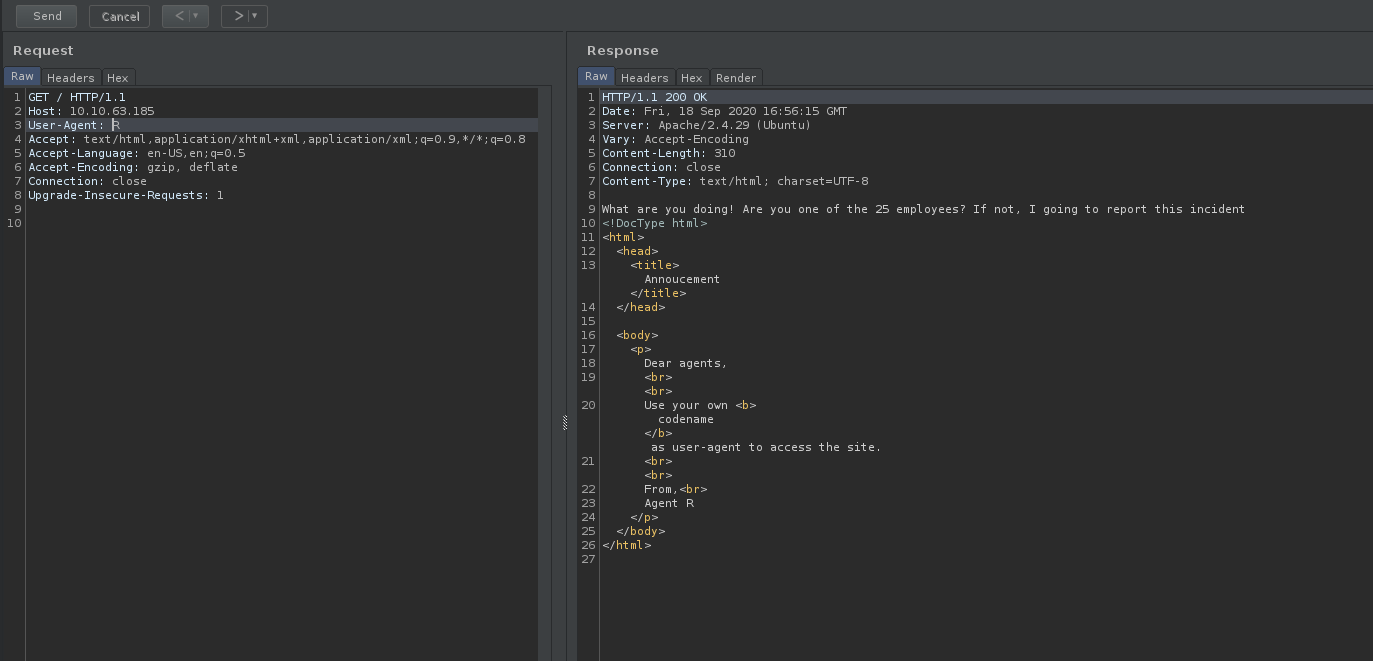 Send Cancel < ▾ > ▾
Request
Raw Headers Hex
1 GET / HTTP/1.1
2 Host: 10.10.63.185
3 User-Agent: R
4 Accept: text/html,application/xhtml+xml,application/xml;q=0.9,*/*;q=0.8
5 Accept-Language: en-US,en;q=0.5
6 Accept-Encoding: gzip, deflate
7 Connection: close
8 Upgrade-Insecure-Requests: 1
9
10
Response
Raw Headers Hex Render
1 HTTP/1.1 200 OK
2 Date: Fri, 18 Sep 2020 16:56:15 GMT
3 Server: Apache/2.4.29 (Ubuntu)
4 Vary: Accept-Encoding
5 Content-Length: 310
6 Connection: close
7 Content-Type: text/html; charset=UTF-8
8
9 What are you doing! Are you one of the 25 employees? If not, I going to report this incident
10 <!DocType html>
11 <html>
12 <head>
13 <title>
Annoucement
</title>
14 </head>
15
16 <body>
17 <p>
18 Dear agents,
19 <br>
<br>
20 Use your own <b>
codename
</b>
as user-agent to access the site.
21 <br>
<br>
22 From,<br>
23 Agent R
24 </p>
25 </body>
26 </html>
27